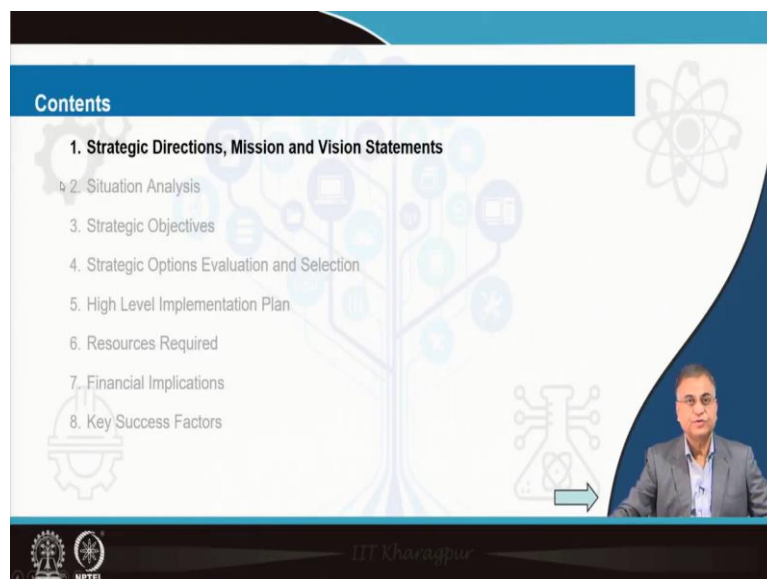 Contents
1. Strategic Directions, Mission and Vision Statements
2. Situation Analysis
3. Strategic Objectives
4. Strategic Options Evaluation and Selection
5. High Level Implementation Plan
6. Resources Required
7. Financial Implications
8. Key Success Factors
IIT Kharagpur
NPTEL